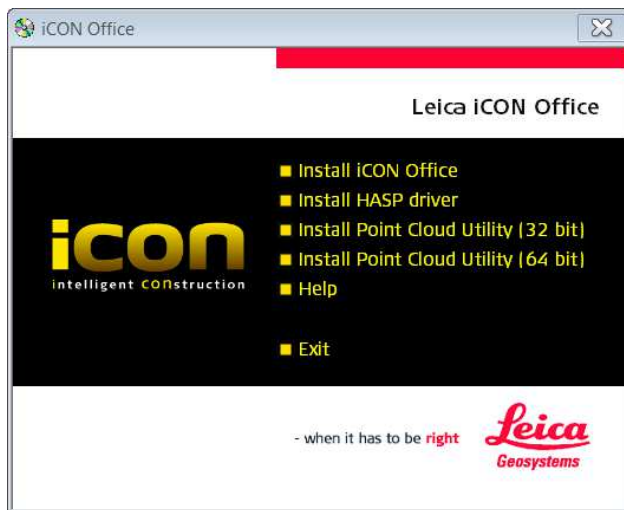 iCON Office
Leica iCON Office
Install iCON Office
Install HASP driver
Install Point Cloud Utility (32 bit)
Install Point Cloud Utility (64 bit)
Help
Exit
icon
intelligent construction
- when it has to be right
Leica
Geosystems